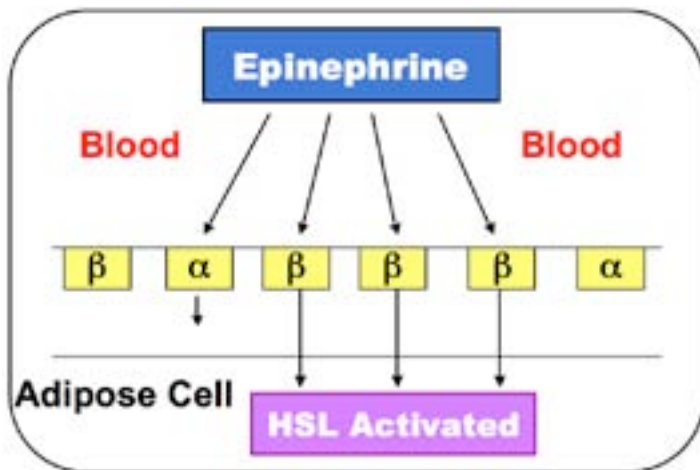 Epinephrine
Blood Blood
β α β β β α
Adipose Cell
HSL Activated